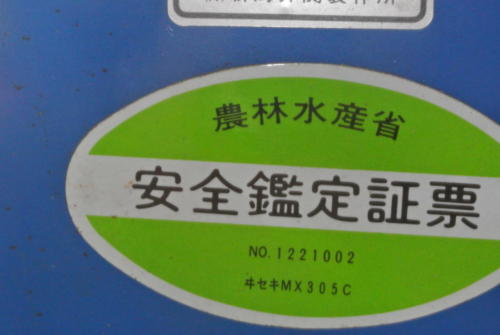 農林水産省
安全鑑定証票
NO.1221002
ヰセキMX305C